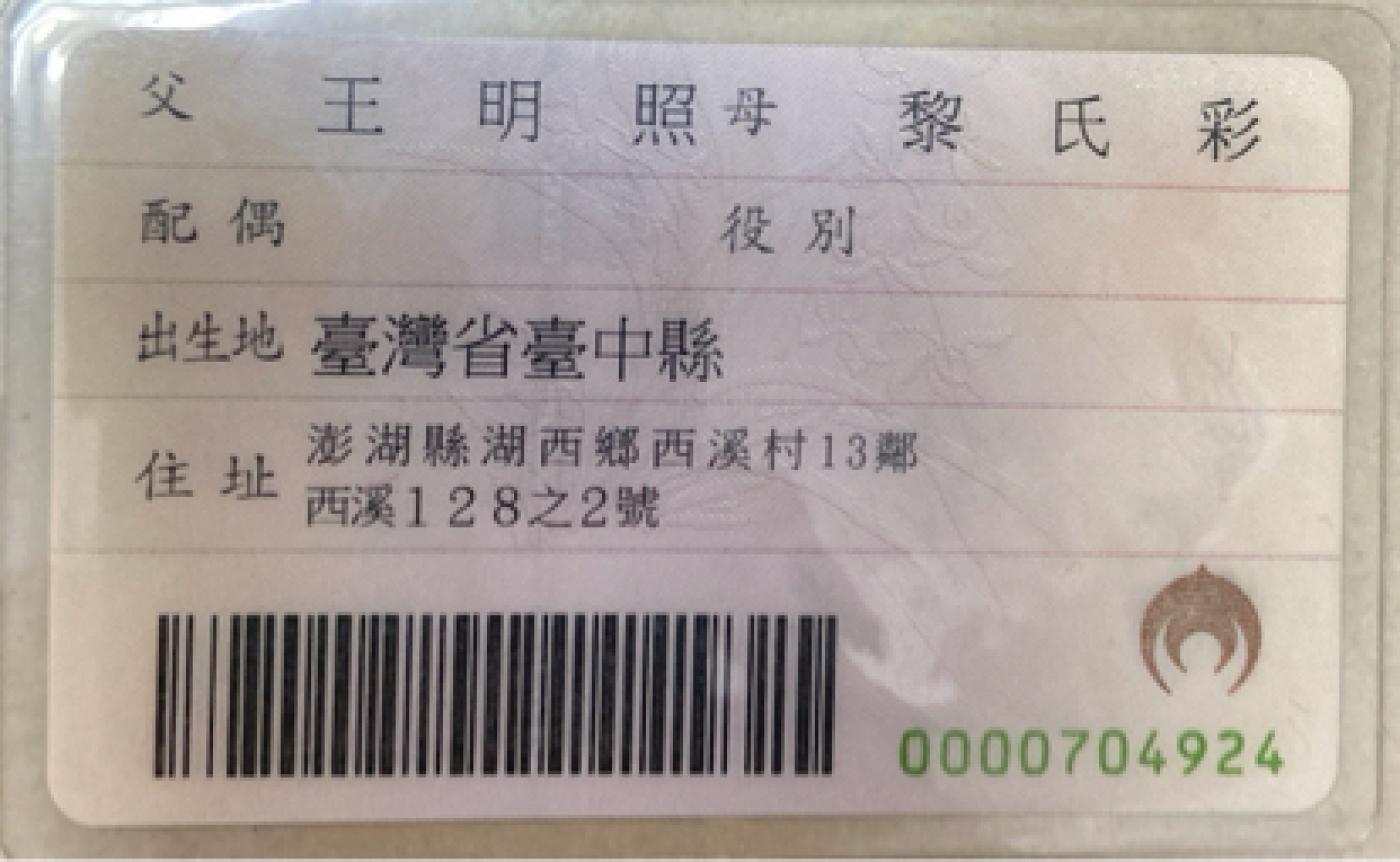 父 王明照 母 黎氏彩
配偶 役別
出生地 臺灣省臺中縣
住址 澎湖縣湖西鄉西溪村13鄰
西溪128之2號
0000704924